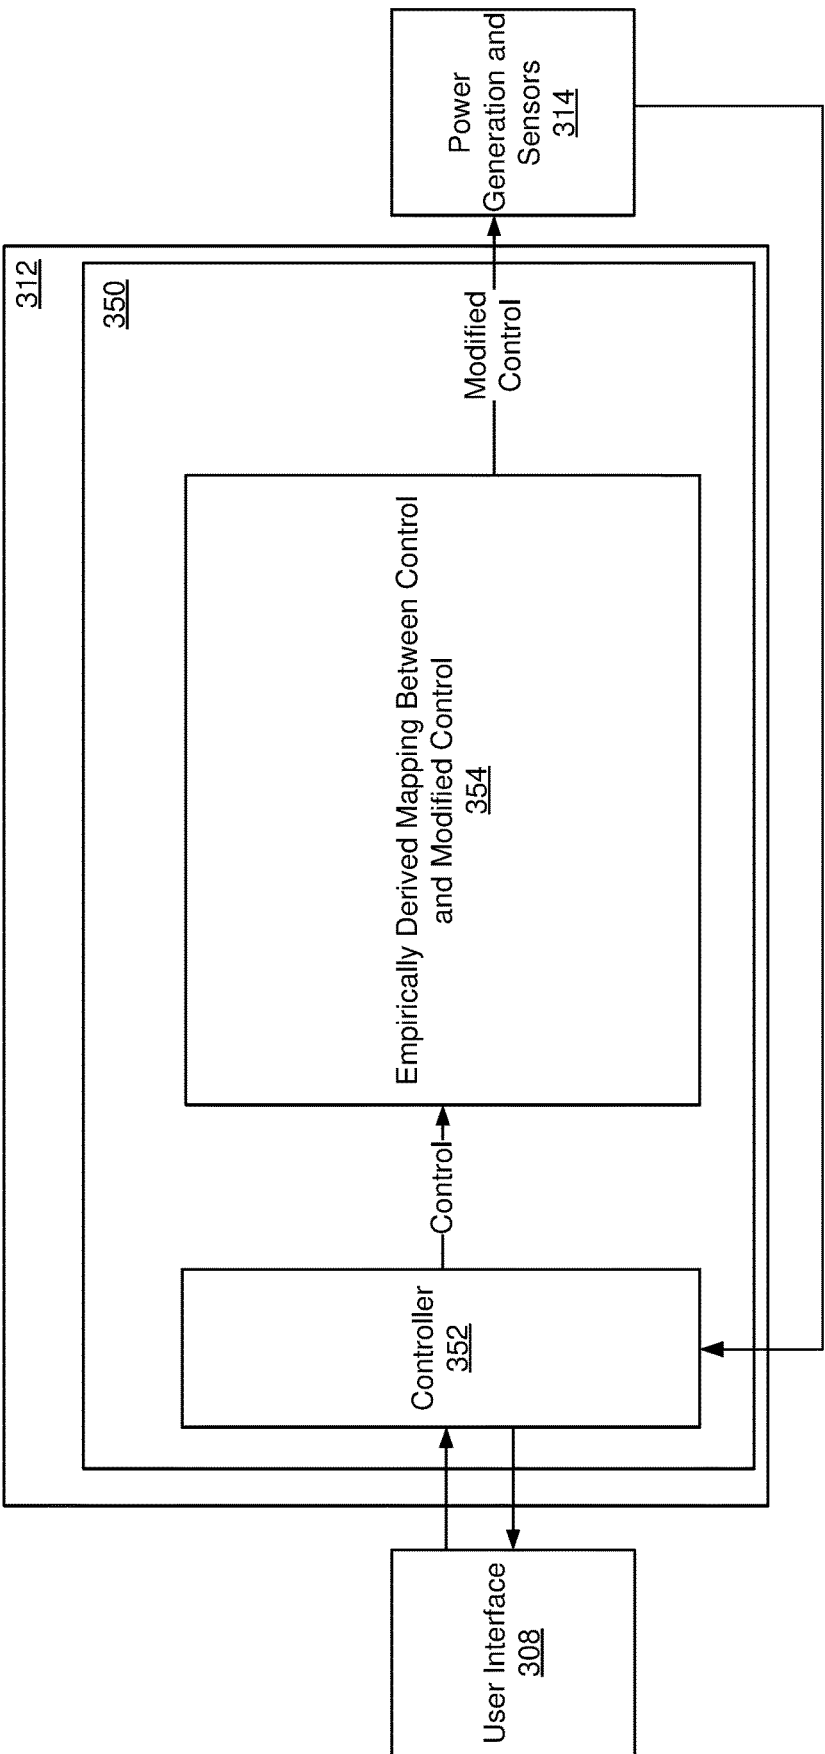 312
350
User Interface
308
Controller
352
Control
Empirically Derived Mapping Between Control
and Modified Control
354
Modified
Control
Power
Generation and
Sensors
314